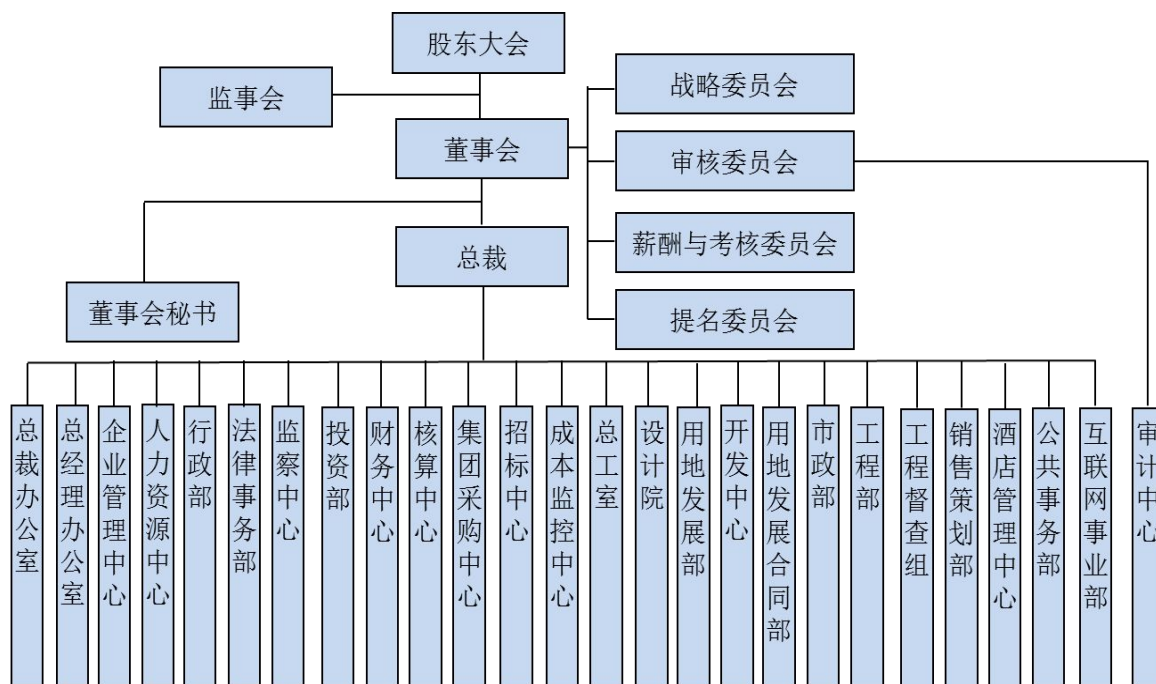 股东大会
监事会
战略委员会
董事会
审核委员会
薪酬与考核委员会
总裁
董事会秘书
提名委员会
总裁办公室
总经理办公室
企业管理中心
人力资源中心
行政部
法律事务部
监察中心
投资部
财务中心
核算中心
集团采购中心
招标中心
成本监控中心
总工室
设计院
用地发展部
开发中心
用地发展合同部
市政部
工程部
工程督查组
销售策划部
酒店管理中心
公共事务部
互联网事业部
审计中心